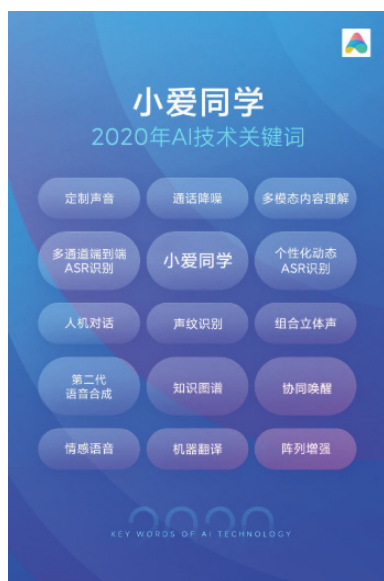 小爱同学
2020年AI技术关键词
定制声音
通话降噪
多模态内容理解
多通道端到端
ASR识别
小爱同学
个性化动态
ASR识别
人机对话
声纹识别
组合立体声
第二代
语音合成
知识图谱
协同唤醒
情感语音
机器翻译
阵列增强
2020
KEY WORDS OF AI TECHNOLOGY